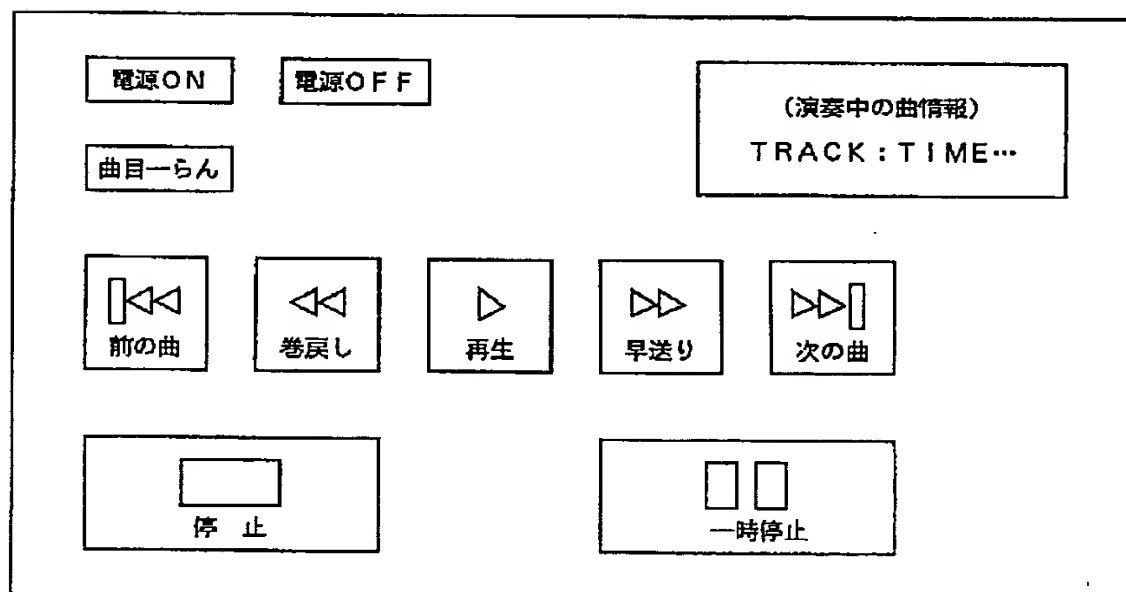 電源ON
電源OFF
(演奏中の曲情報)
TRACK:TIME…
曲目一らん
前の曲
巻戻し
再生
早送り
次の曲
停 止
一時停止